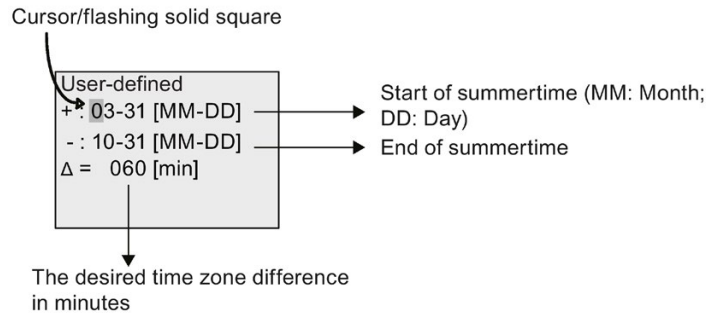 Cursor/flashing solid square
User-defined
+ : 03-31 [MM-DD]
Start of summertime (MM: Month;
DD: Day)
- : 10-31 [MM-DD]
End of summertime
Δ = 060 [min]
The desired time zone difference
in minutes